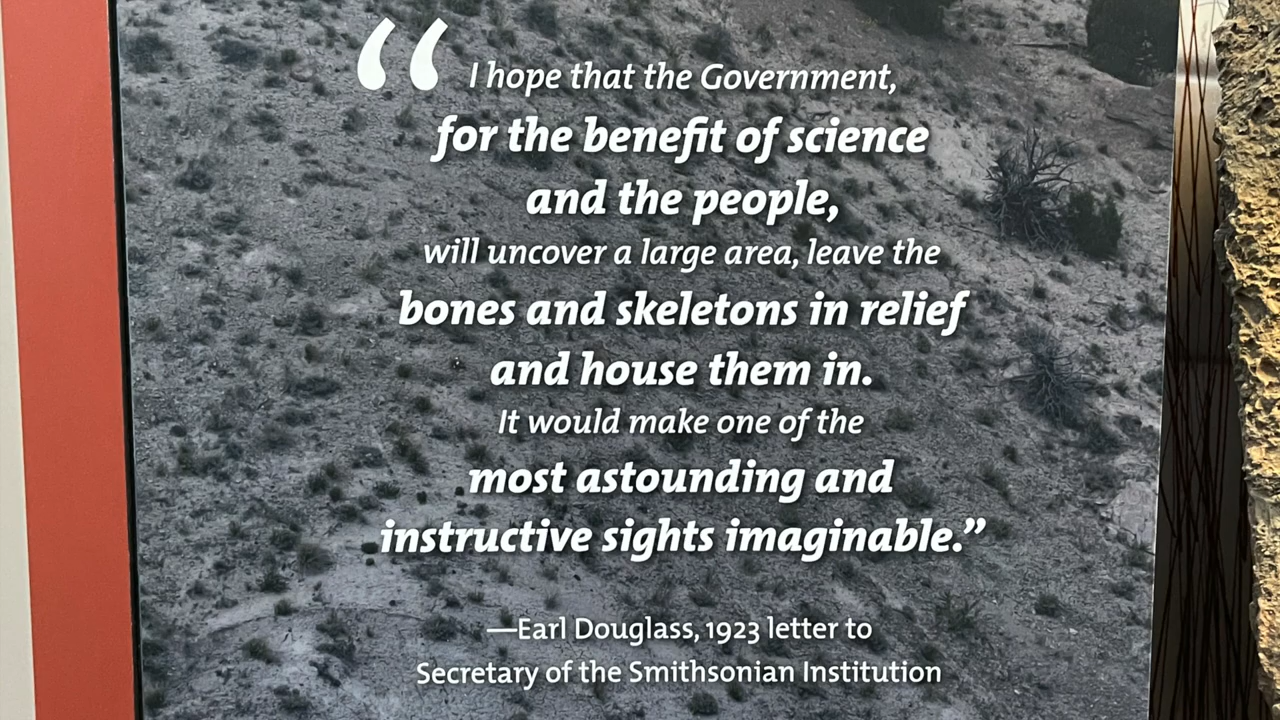 “ I hope that the Government,
for the benefit of science
and the people,
will uncover a large area, leave the
bones and skeletons in relief
and house them in.
It would make one of the
most astounding and
instructive sights imaginable.”
—Earl Douglass, 1923 letter to
Secretary of the Smithsonian Institution